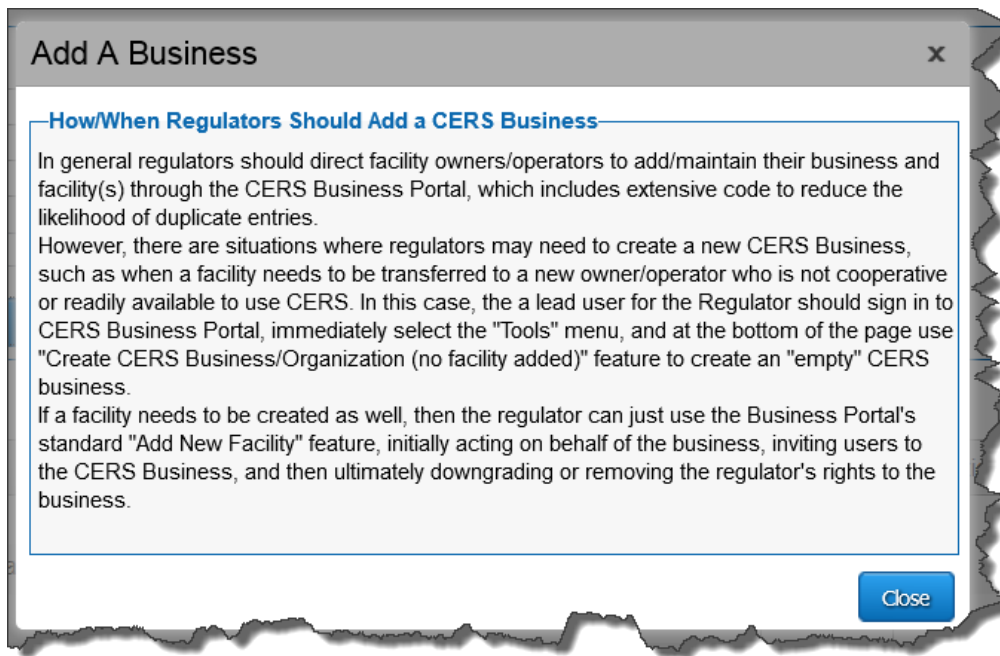 Add A Business
x
How/When Regulators Should Add a CERS Business
In general regulators should direct facility owners/operators to add/maintain their business and
facility(s) through the CERS Business Portal, which includes extensive code to reduce the
likelihood of duplicate entries.
However, there are situations where regulators may need to create a new CERS Business,
such as when a facility needs to be transferred to a new owner/operator who is not cooperative
or readily available to use CERS. In this case, the a lead user for the Regulator should sign in to
CERS Business Portal, immediately select the "Tools" menu, and at the bottom of the page use
"Create CERS Business/Organization (no facility added)" feature to create an "empty" CERS
business.
If a facility needs to be created as well, then the regulator can just use the Business Portal's
standard "Add New Facility" feature, initially acting on behalf of the business, inviting users to
the CERS Business, and then ultimately downgrading or removing the regulator's rights to the
business.
Close